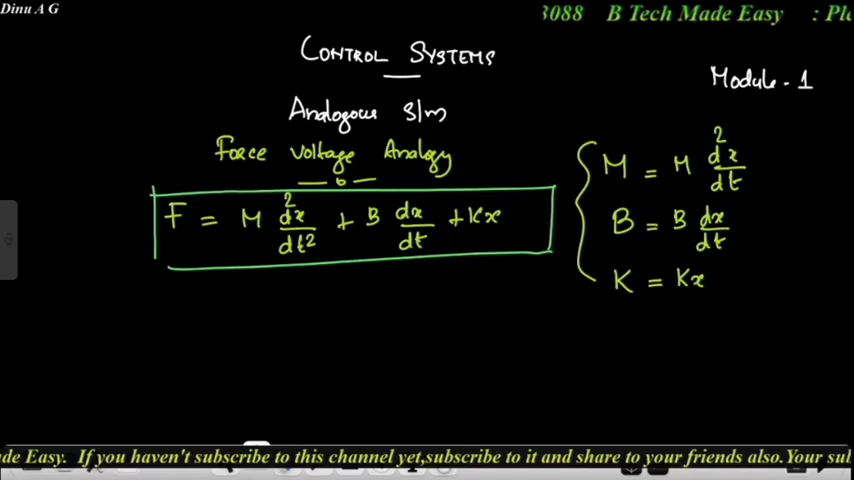 Dinu A G
3088 B Tech Made Easy : Ple
CONTROL SYSTEMS
Module - 1
Analogous S/m
Force voltage Analogy
F = M d²x/dt² + B dx/dt + Kx
M = M d²x/dt
B = B dx/dt
K = Kx
de Easy. If you haven't subscribe to this channel yet,subscribe to it and share to your friends also.Your sub